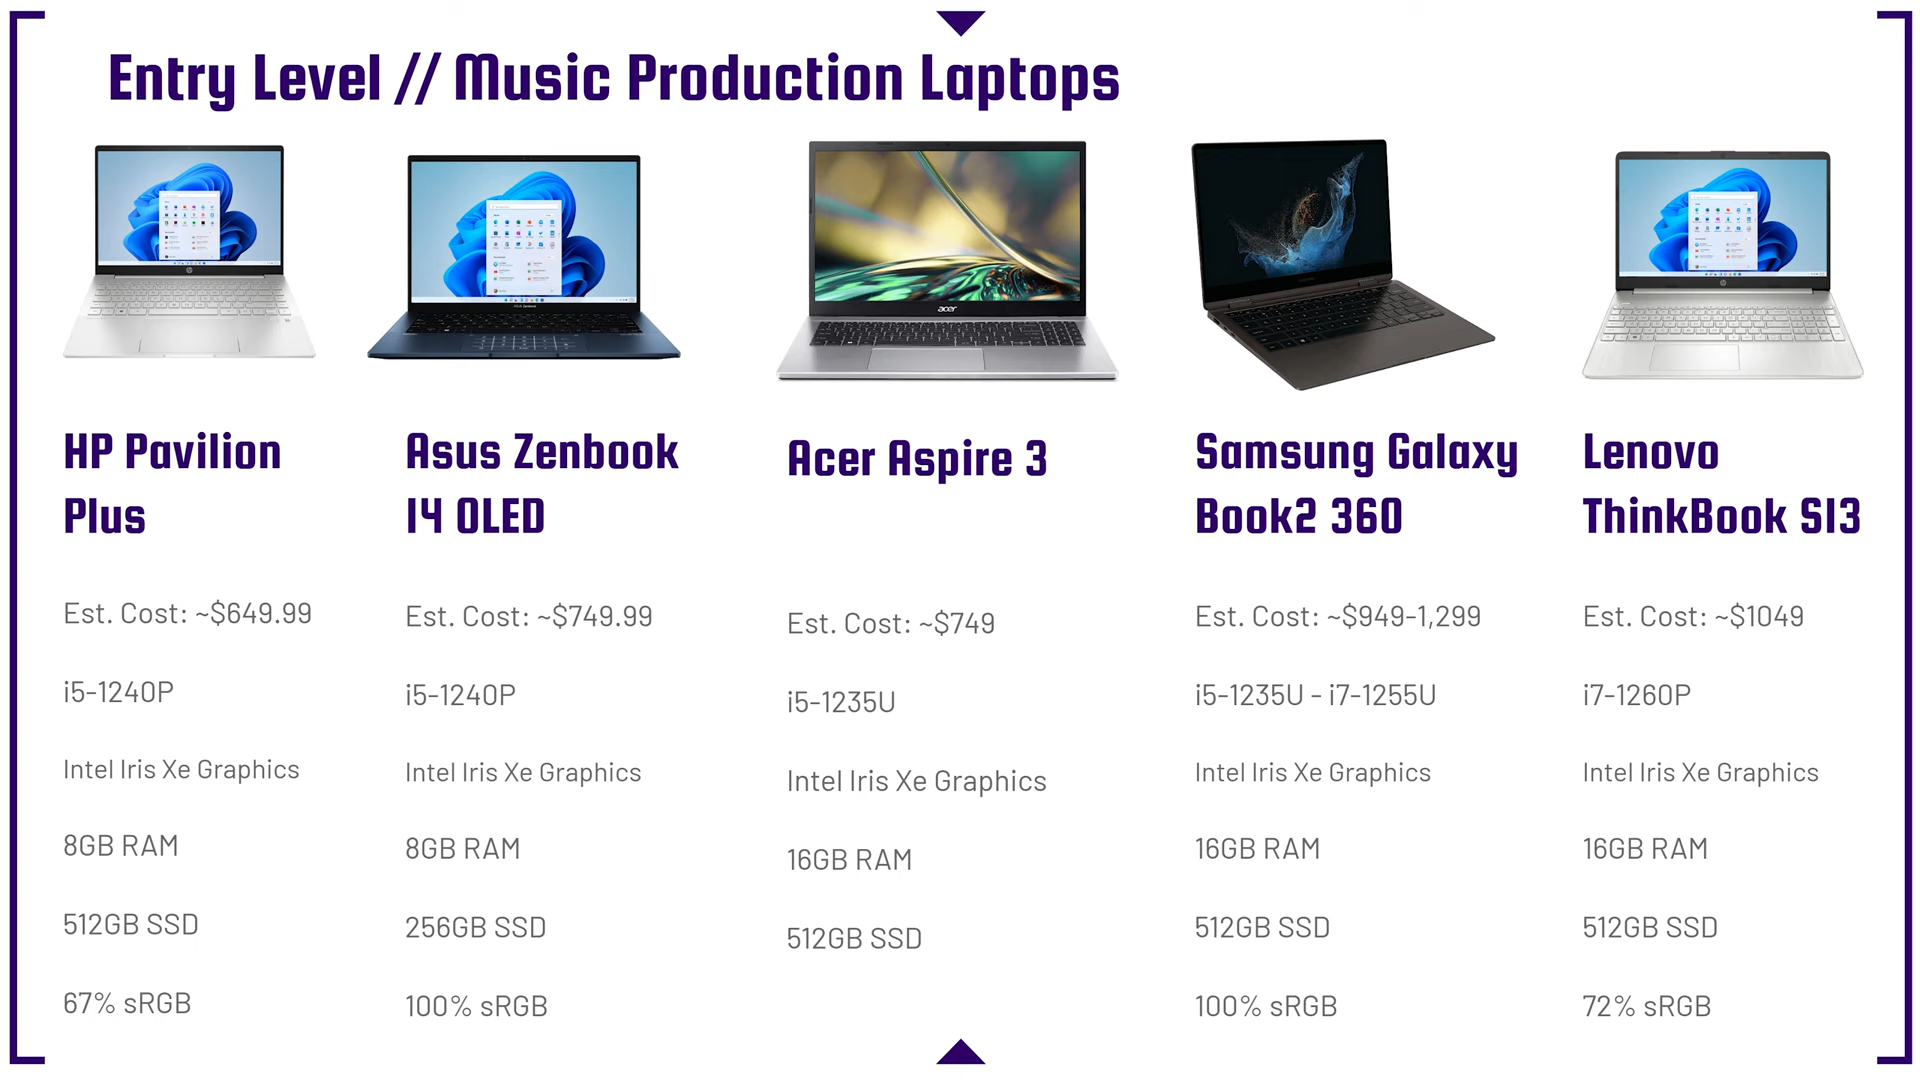 Entry Level // Music Production Laptops
acer
HP Pavilion
Plus
Est. Cost: ~$649.99
i5-1240P
Intel Iris Xe Graphics
8GB RAM
512GB SSD
67% sRGB
Asus Zenbook
14 OLED
Est. Cost: ~$749.99
i5-1240P
Intel Iris Xe Graphics
8GB RAM
256GB SSD
100% sRGB
Acer Aspire 3
Est. Cost: ~$749
i5-1235U
Intel Iris Xe Graphics
16GB RAM
512GB SSD
Samsung Galaxy
Book2 360
Est. Cost: ~$949-1,299
i5-1235U - i7-1255U
Intel Iris Xe Graphics
16GB RAM
512GB SSD
100% sRGB
Lenovo
ThinkBook S13
Est. Cost: ~$1049
i7-1260P
Intel Iris Xe Graphics
16GB RAM
512GB SSD
72% sRGB